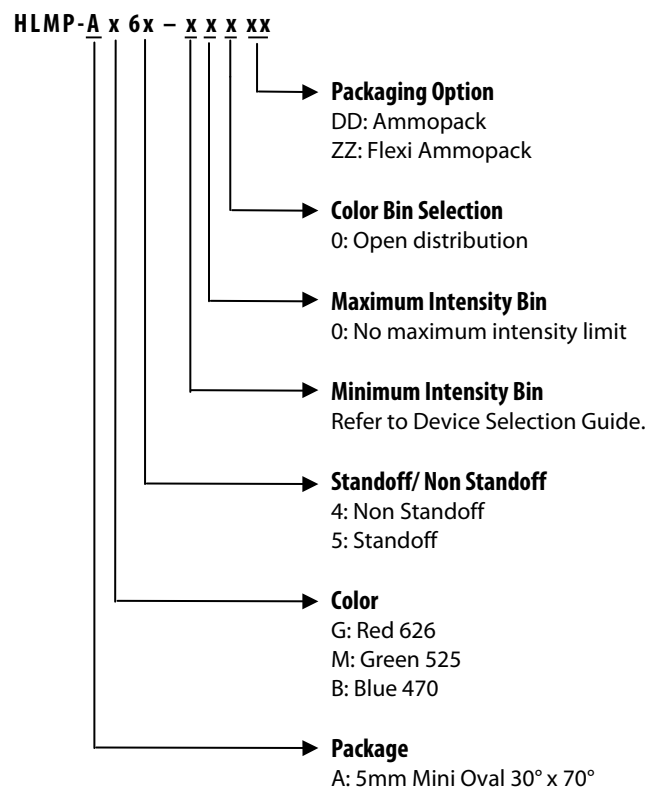 HLMP-A x 6x – x x x xx
Packaging Option
DD: Ammopack
ZZ: Flexi Ammopack
Color Bin Selection
0: Open distribution
Maximum Intensity Bin
0: No maximum intensity limit
Minimum Intensity Bin
Refer to Device Selection Guide.
Standoff/ Non Standoff
4: Non Standoff
5: Standoff
Color
G: Red 626
M: Green 525
B: Blue 470
Package
A: 5mm Mini Oval 30° x 70°